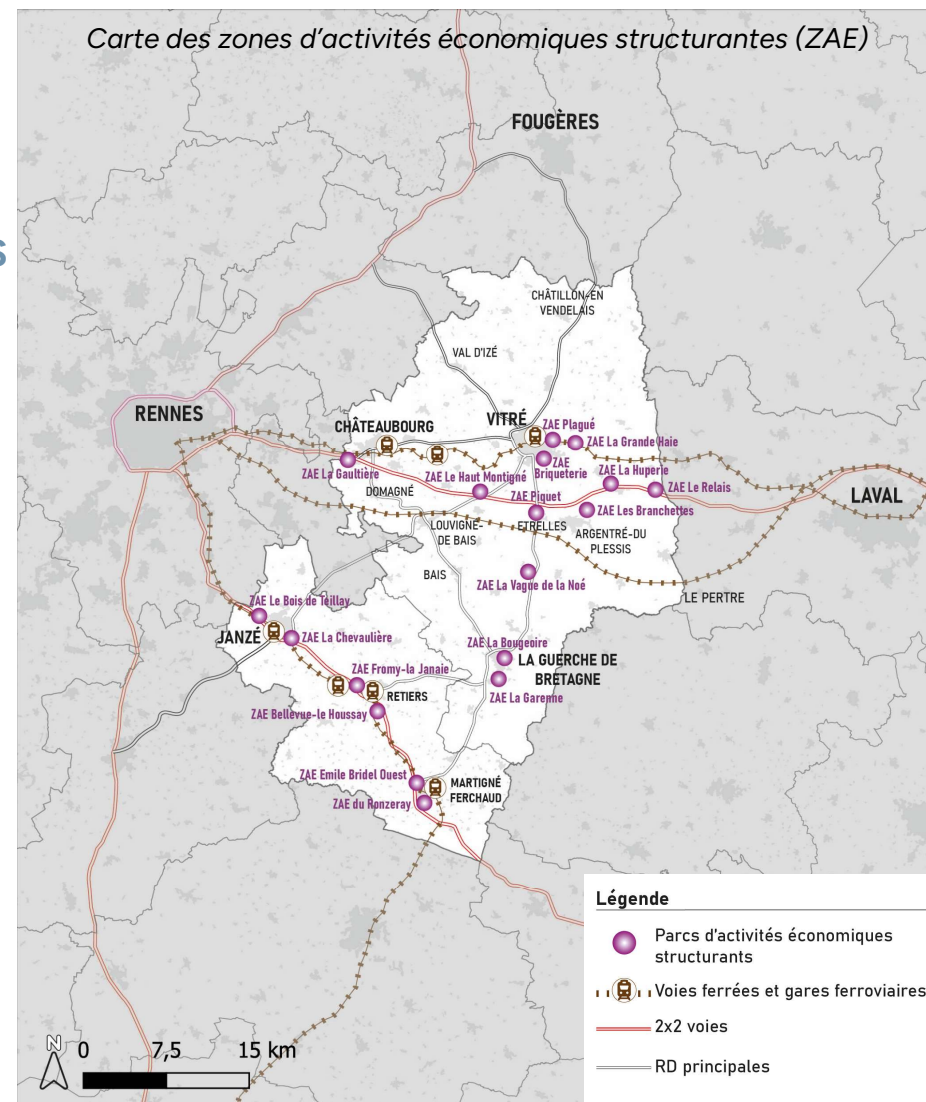 Carte des zones d'activités économiques structurantes (ZAE)
S
FOUGÈRES
CHÂTILLON-EN
VENDELAIS
VAL D'IZÉ
RENNES
CHÂTEAUBOURG
VITRÉ
ZAE Plagué
ZAE La Grande Haie
ZAE La Gaultière
ZAE Le Haut Montigné
ZAE
Briqueterie
ZAE La Huperie
ZAE Le Relais
LAVAL
DOMAGNÉ
ZAE Piquet
ZAE Les Branchettes
LOUVIGNÉ-
DE BAIS
ETRELLES
ARGENTRÉ-DU
PLESSIS
BAIS
ZAE La Vague de la Noé
LE PERTRE
ZAE Le Bois de Teillay
JANZÉ
ZAE La Chevaulière
ZAE La Bougeoire
LA GUERCHE DE
BRETAGNE
ZAE Fromy-la Janaie
RETIERS
ZAE La Garenne
ZAE Bellevue-le Houssay
ZAE Emile Bridel Ouest
MARTIGNÉ
FERCHAUD
ZAE du Ronzeray
Légende
Parcs d'activités économiques
structurants
Voies ferrées et gares ferroviaires
2x2 voies
RD principales
N
0 7,5 15 km